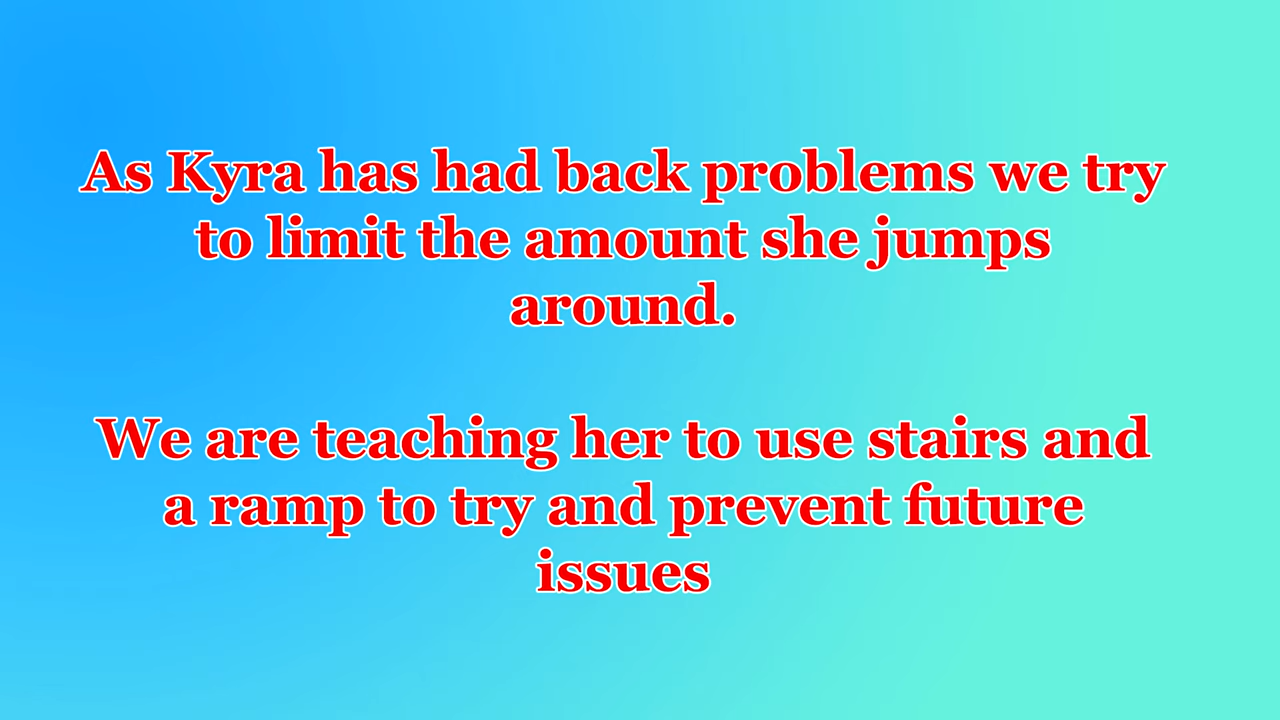 As Kyra has had back problems we try
to limit the amount she jumps
around.
We are teaching her to use stairs and
a ramp to try and prevent future
issues